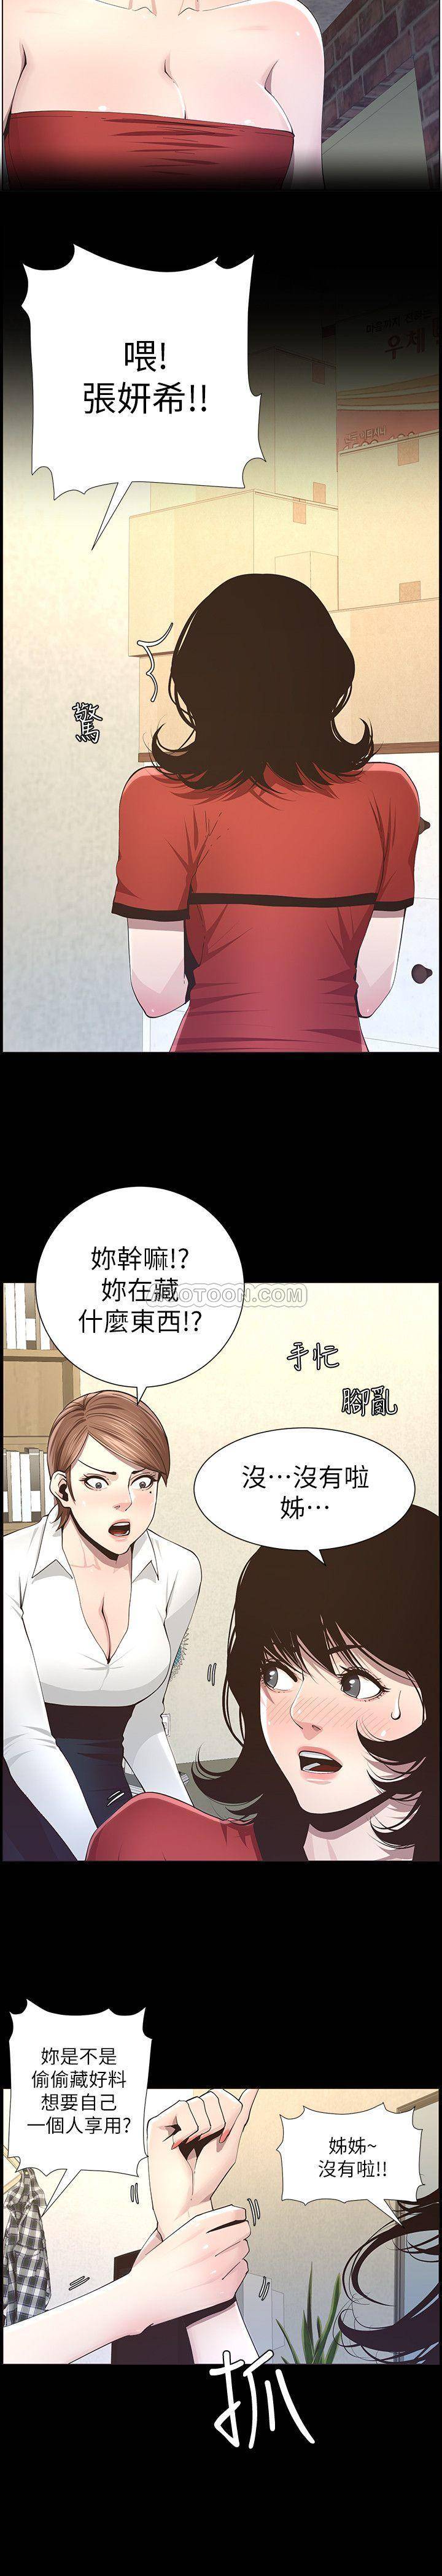 喂!
張妍希!!
우체
驚
妳幹嘛!?
妳在藏
什麼東西!?
手忙
腳亂
沒…沒有啦
姊…
妳是不是
偷偷藏好料
想要自己
一個人享用?
姊姊~
沒有啦!!
抓